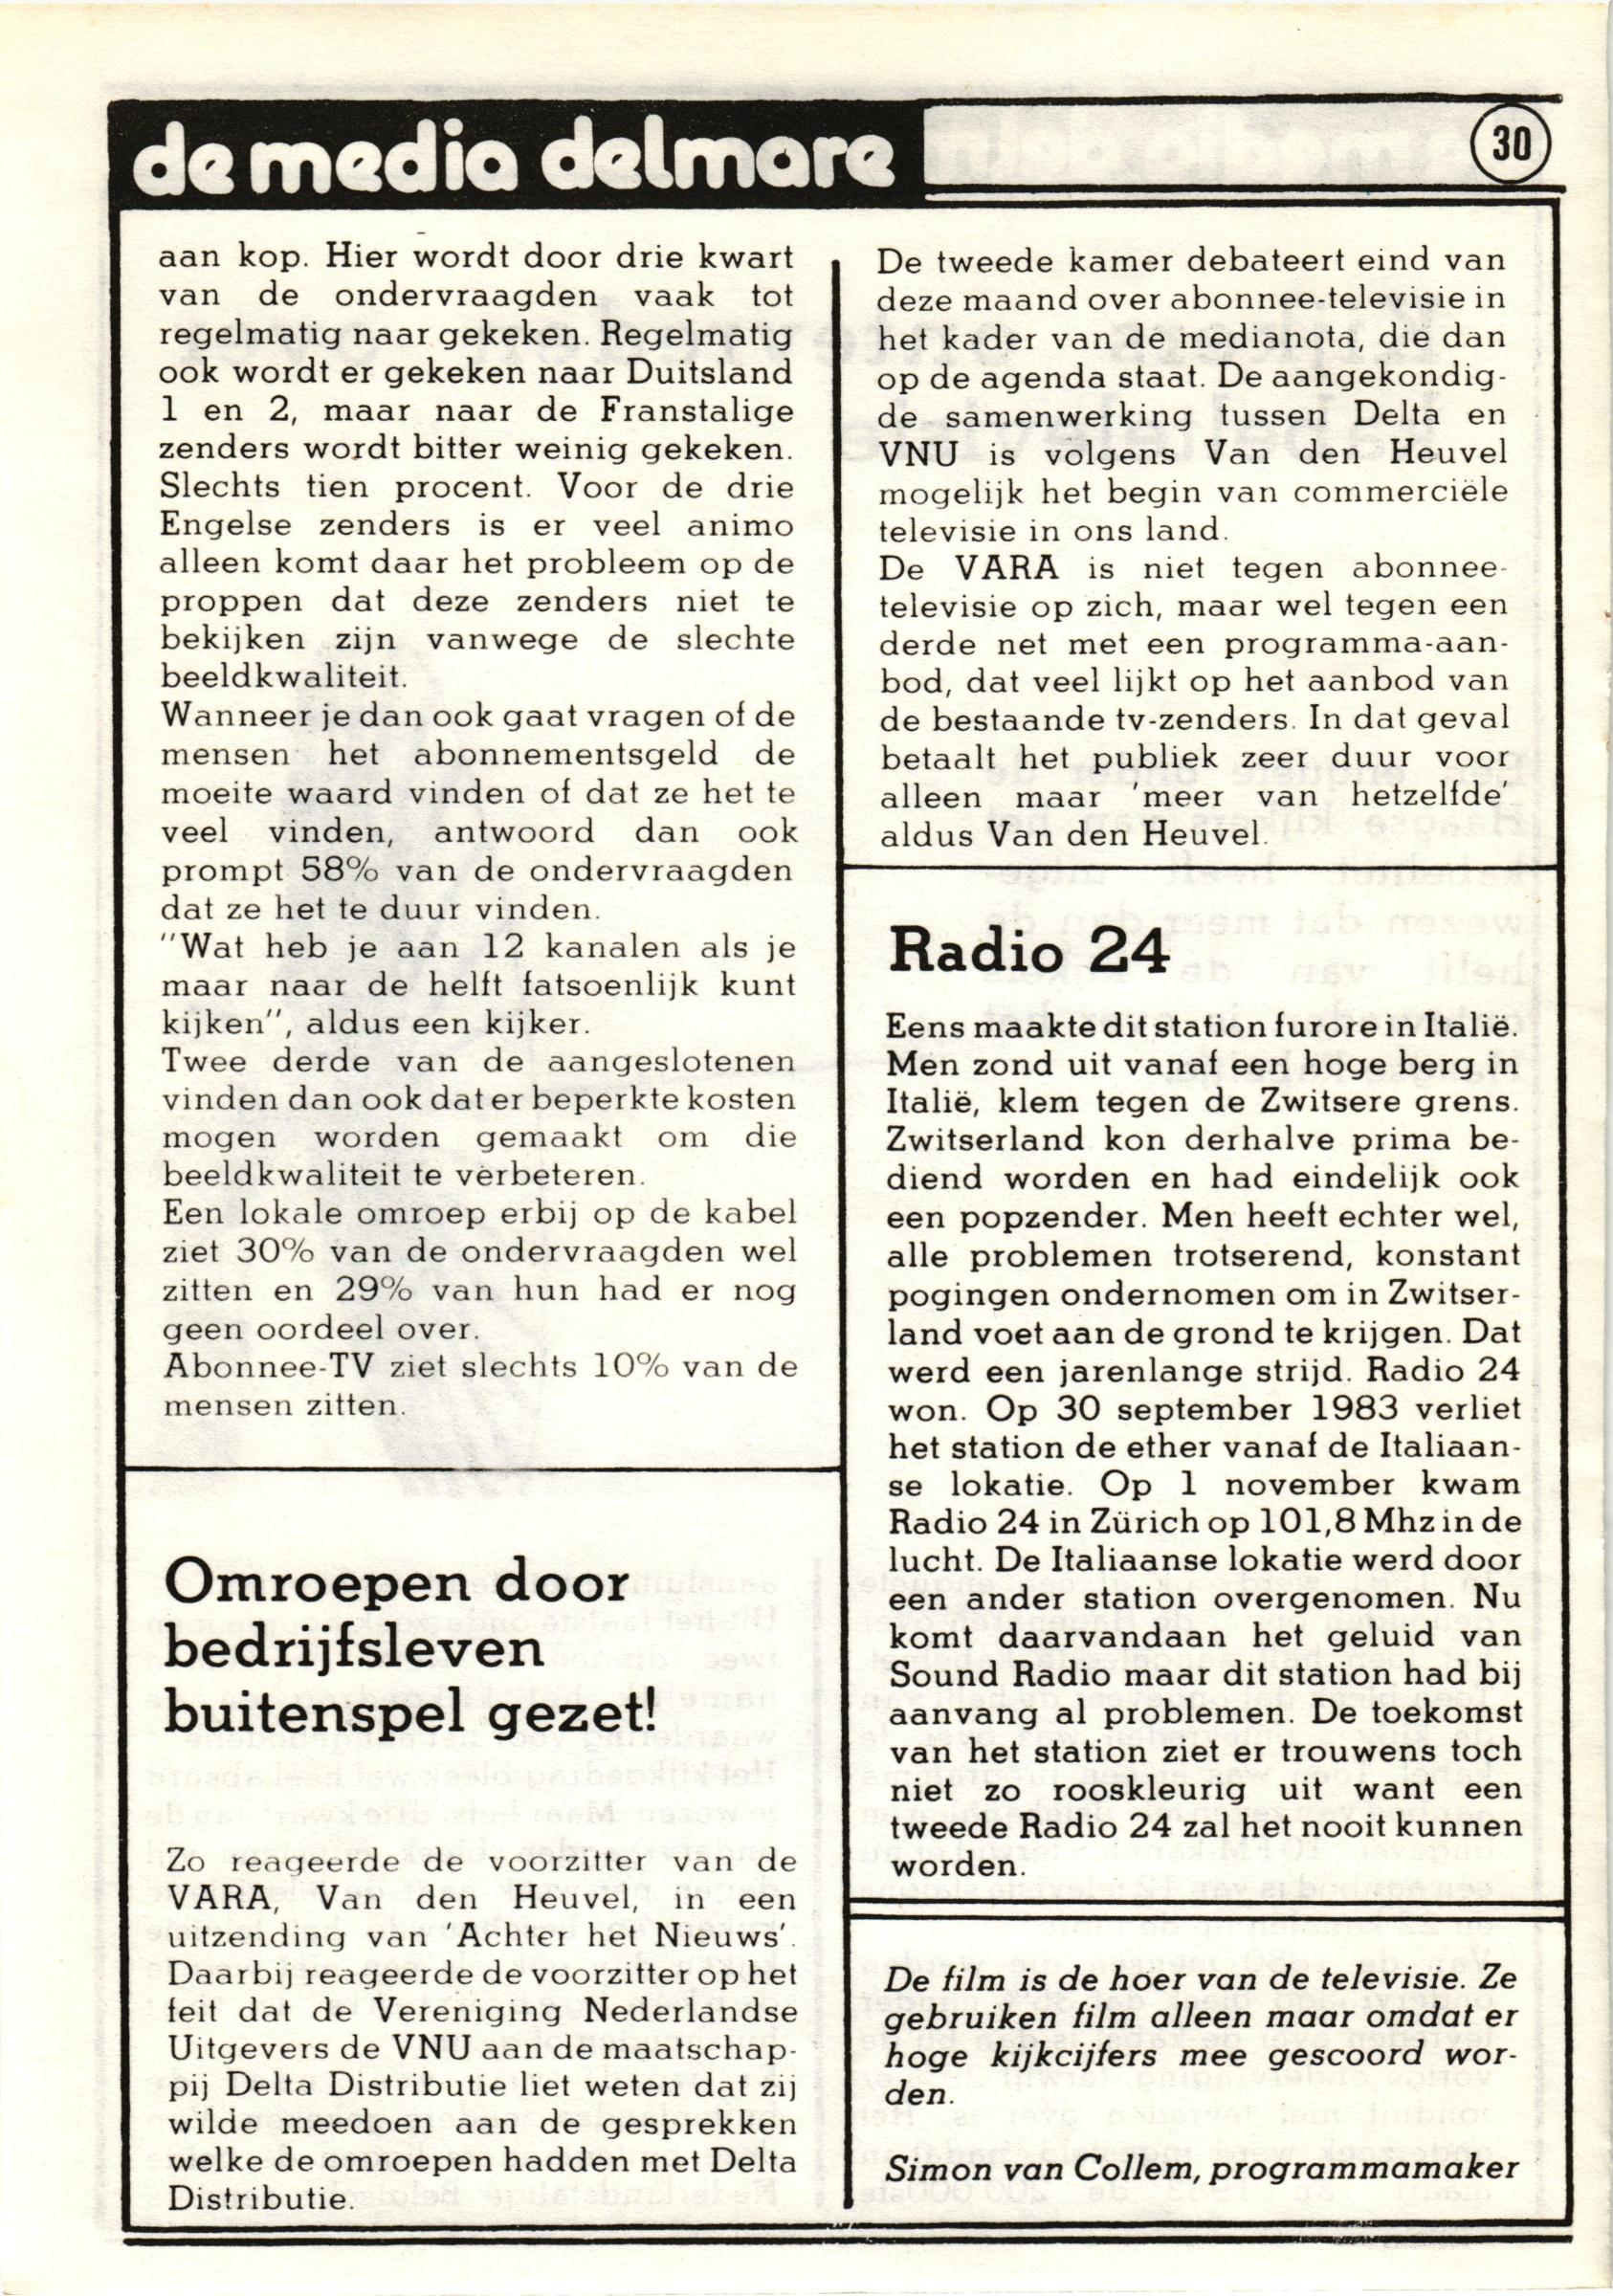 de media delmare
30
aan kop. Hier wordt door drie kwart
van de ondervraagden vaak tot
regelmatig naar gekeken. Regelmatig
ook wordt er gekeken naar Duitsland
1 en 2, maar naar de Franstalige
zenders wordt bitter weinig gekeken.
Slechts tien procent. Voor de drie
Engelse zenders is er veel animo
alleen komt daar het probleem op de
proppen dat deze zenders niet te
bekijken zijn vanwege de slechte
beeldkwaliteit.
Wanneer je dan ook gaat vragen of de
mensen het abonnementsgeld de
moeite waard vinden of dat ze het te
veel vinden, antwoord dan ook
prompt 58% van de ondervraagden
dat ze het te duur vinden.
"Wat heb je aan 12 kanalen als je
maar naar de helft fatsoenlijk kunt
kijken", aldus een kijker.
Twee derde van de aangeslotenen
vinden dan ook dat er beperkte kosten
mogen worden gemaakt om die
beeldkwaliteit te verbeteren.
Een lokale omroep erbij op de kabel
ziet 30% van de ondervraagden wel
zitten en 29% van hun had er nog
geen oordeel over.
Abonnee-TV ziet slechts 10% van de
mensen zitten.
Omroepen door
bedrijfsleven
buitenspel gezet!
Zo reageerde de voorzitter van de
VARA, Van den Heuvel, in een
uitzending van 'Achter het Nieuws'.
Daarbij reageerde de voorzitter op het
feit dat de Vereniging Nederlandse
Uitgevers de VNU aan de maatschap-
pij Delta Distributie liet weten dat zij
wilde meedoen aan de gesprekken
welke de omroepen hadden met Delta
Distributie.
De tweede kamer debateert eind van
deze maand over abonnee-televisie in
het kader van de medianota, die dan
op de agenda staat. De aangekondig-
de samenwerking tussen Delta en
VNU is volgens Van den Heuvel
mogelijk het begin van commerciële
televisie in ons land.
De VARA is niet tegen abonnee-
televisie op zich, maar wel tegen een
derde net met een programma-aan-
bod, dat veel lijkt op het aanbod van
de bestaande tv-zenders. In dat geval
betaalt het publiek zeer duur voor
alleen maar 'meer van hetzelfde'
aldus Van den Heuvel.
Radio 24
Eens maakte dit station furore in Italië.
Men zond uit vanaf een hoge berg in
Italië, klem tegen de Zwitsere grens.
Zwitserland kon derhalve prima be-
diend worden en had eindelijk ook
een popzender. Men heeft echter wel,
alle problemen trotserend, konstant
pogingen ondernomen om in Zwitser-
land voet aan de grond te krijgen. Dat
werd een jarenlange strijd. Radio 24
won. Op 30 september 1983 verliet
het station de ether vanaf de Italiaan-
se lokatie. Op 1 november kwam
Radio 24 in Zürich op 101,8 Mhz in de
lucht. De Italiaanse lokatie werd door
een ander station overgenomen. Nu
komt daarvandaan het geluid van
Sound Radio maar dit station had bij
aanvang al problemen. De toekomst
van het station ziet er trouwens toch
niet zo rooskleurig uit want een
tweede Radio 24 zal het nooit kunnen
worden.
De film is de hoer van de televisie. Ze
gebruiken film alleen maar omdat er
hoge kijkcijfers mee gescoord wor-
den.
Simon van Collem, programmamaker